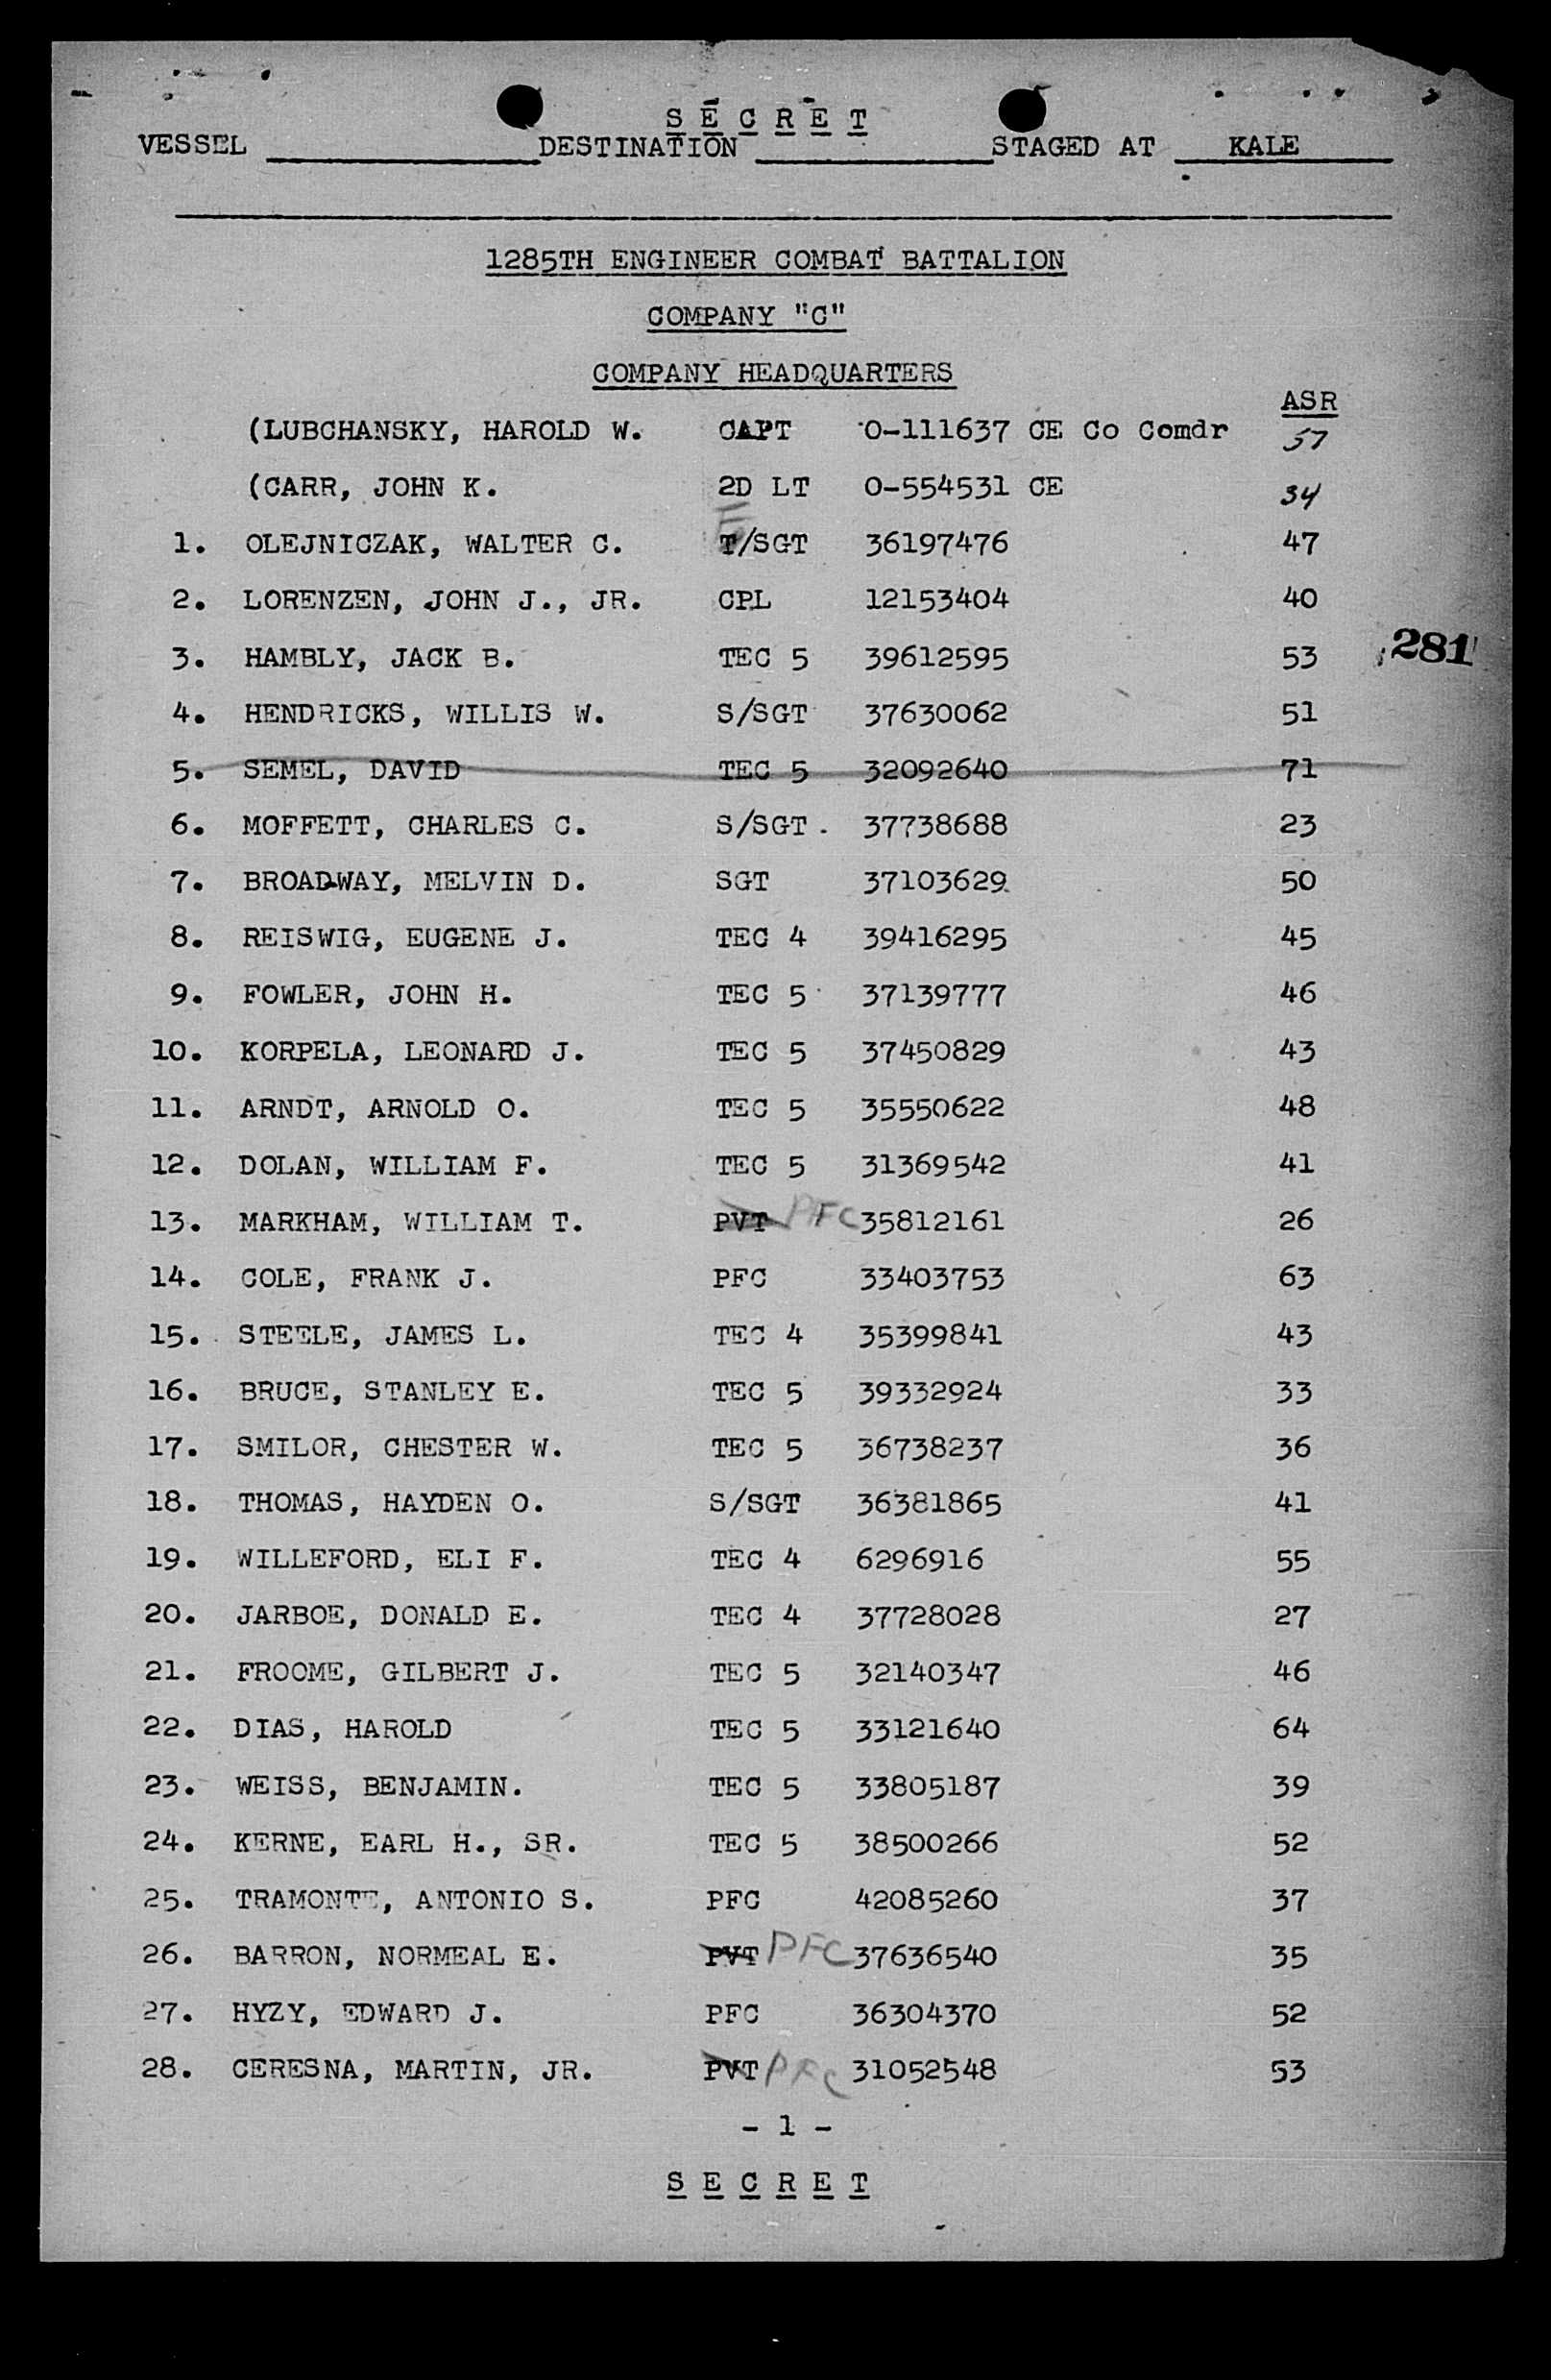 S E C R E T
VESSEL DESTINATION STAGED AT KALE
1285TH ENGINEER COMBAT BATTALION
COMPANY "C"
COMPANY HEADQUARTERS
ASR
(LUBCHANSKY, HAROLD W. CAPT O-111637 CE Co Comdr 57
(CARR, JOHN K. 2D LT O-554531 CE 34
1. OLEJNICZAK, WALTER C. T/SGT 36197476 47
2. LORENZEN, JOHN J., JR. CPL 12153404 40
3. HAMBLY, JACK B. TEC 5 39612595 53 281
4. HENDRICKS, WILLIS W. S/SGT 37630062 51
5. SEMEL, DAVID TEC 5 32092640 71
6. MOFFETT, CHARLES C. S/SGT. 37738688 23
7. BROADWAY, MELVIN D. SGT 37103629 50
8. REISWIG, EUGENE J. TEC 4 39416295 45
9. FOWLER, JOHN H. TEC 5 37139777 46
10. KORPELA, LEONARD J. TEC 5 37450829 43
11. ARNDT, ARNOLD O. TEC 5 35550622 48
12. DOLAN, WILLIAM F. TEC 5 31369542 41
13. MARKHAM, WILLIAM T. PVT PFC 35812161 26
14. COLE, FRANK J. PFC 33403753 63
15. STEELE, JAMES L. TEC 4 35399841 43
16. BRUCE, STANLEY E. TEC 5 39332924 33
17. SMILOR, CHESTER W. TEC 5 36738237 36
18. THOMAS, HAYDEN O. S/SGT 36381865 41
19. WILLEFORD, ELI F. TEC 4 6296916 55
20. JARBOE, DONALD E. TEC 4 37728028 27
21. FROOME, GILBERT J. TEC 5 32140347 46
22. DIAS, HAROLD TEC 5 33121640 64
23. WEISS, BENJAMIN. TEC 5 33805187 39
24. KERNE, EARL H., SR. TEC 5 38500266 52
25. TRAMONTE, ANTONIO S. PFC 42085260 37
26. BARRON, NORMEAL E. PVT PFC 37636540 35
27. HYZY, EDWARD J. PFC 36304370 52
28. CERESNA, MARTIN, JR. PVT PFC 31052548 53
- 1 -
S E C R E T